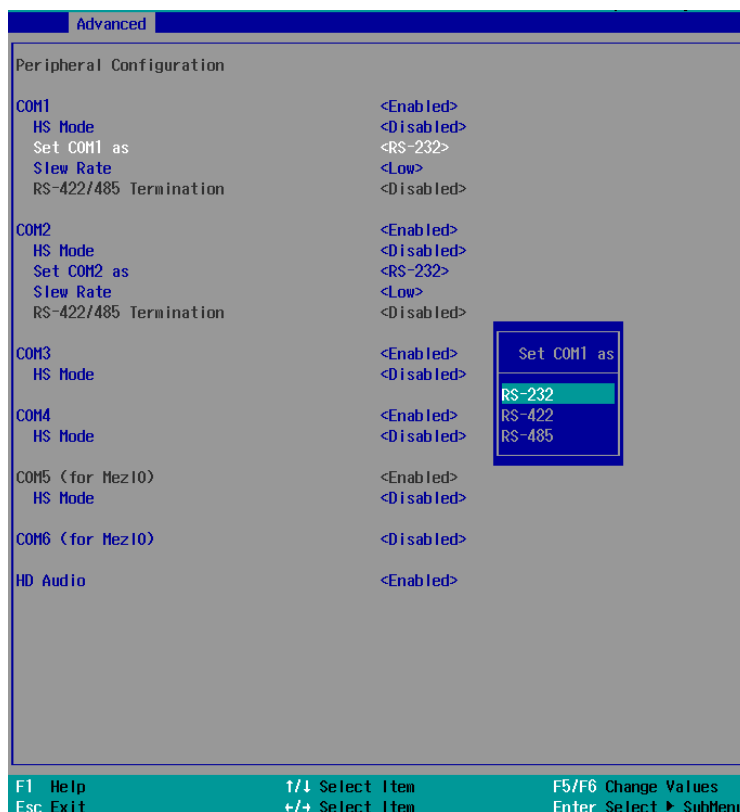 Advanced
Peripheral Configuration
COM1 <Enabled>
HS Mode <Disabled>
Set COM1 as <RS-232>
Slew Rate <Low>
RS-422/485 Termination <Disabled>
COM2 <Enabled>
HS Mode <Disabled>
Set COM2 as <RS-232>
Slew Rate <Low>
RS-422/485 Termination <Disabled>
COM3 <Enabled>
HS Mode <Disabled>
COM4 <Enabled>
HS Mode <Disabled>
COM5 (for MezIO) <Enabled>
HS Mode <Disabled>
COM6 (for MezIO) <Disabled>
HD Audio <Enabled>
Set COM1 as
RS-232
RS-422
RS-485
F1 Help ↑/↓ Select Item F5/F6 Change Values
Esc Exit ←/→ Select Item Enter Select ▶ SubMenu